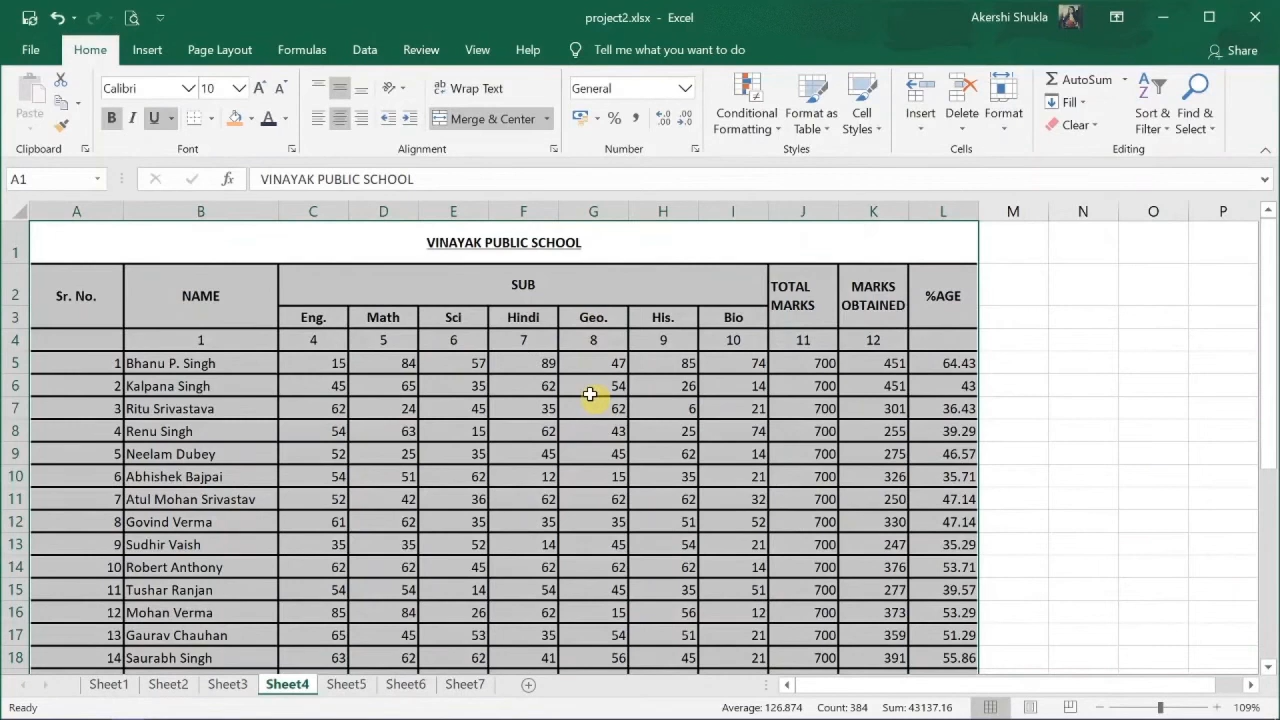 project2.xlsx - Excel
Akershi Shukla
File Home Insert Page Layout Formulas Data Review View Help Tell me what you want to do Share
Paste
Calibri 16
B I U
Wrap Text
Merge & Center
General
Conditional Formatting
Format as Table
Cell Styles
Insert Delete Format
AutoSum
Fill
Clear
Sort & Filter
Find & Select
Clipboard Font Alignment Number Styles Cells Editing
A1 fx VINAYAK PUBLIC SCHOOL
A B C D E F G H I J K L M N O P
1 VINAYAK PUBLIC SCHOOL
2 Sr. No. NAME SUB TOTAL MARKS MARKS OBTAINED %AGE
3 Eng. Math Sci Hindi Geo. His. Bio
4 1 4 5 6 7 8 9 10 11 12
5 1 Bhanu P. Singh 15 84 57 89 47 85 74 700 451 64.43
6 2 Kalpana Singh 45 65 35 62 54 26 14 700 451 43
7 3 Ritu Srivastava 62 24 45 35 62 6 21 700 301 36.43
8 4 Renu Singh 54 63 15 62 43 25 74 700 255 39.29
9 5 Neelam Dubey 52 25 35 45 45 62 14 700 275 46.57
10 6 Abhishek Bajpai 54 51 62 12 15 35 21 700 326 35.71
11 7 Atul Mohan Srivastav 52 42 36 62 62 62 32 700 250 47.14
12 8 Govind Verma 61 62 35 35 35 51 52 700 330 47.14
13 9 Sudhir Vaish 35 35 52 14 45 54 21 700 247 35.29
14 10 Robert Anthony 62 62 45 62 62 62 14 700 376 53.71
15 11 Tushar Ranjan 54 54 14 54 45 35 51 700 277 39.57
16 12 Mohan Verma 85 84 26 62 15 56 12 700 373 53.29
17 13 Gaurav Chauhan 65 45 53 35 54 51 21 700 359 51.29
18 14 Saurabh Singh 63 62 62 41 56 45 21 700 391 55.86
Sheet1 Sheet2 Sheet3 Sheet4 Sheet5 Sheet6 Sheet7
Ready Average: 126.874 Count: 384 Sum: 43137.16 109%